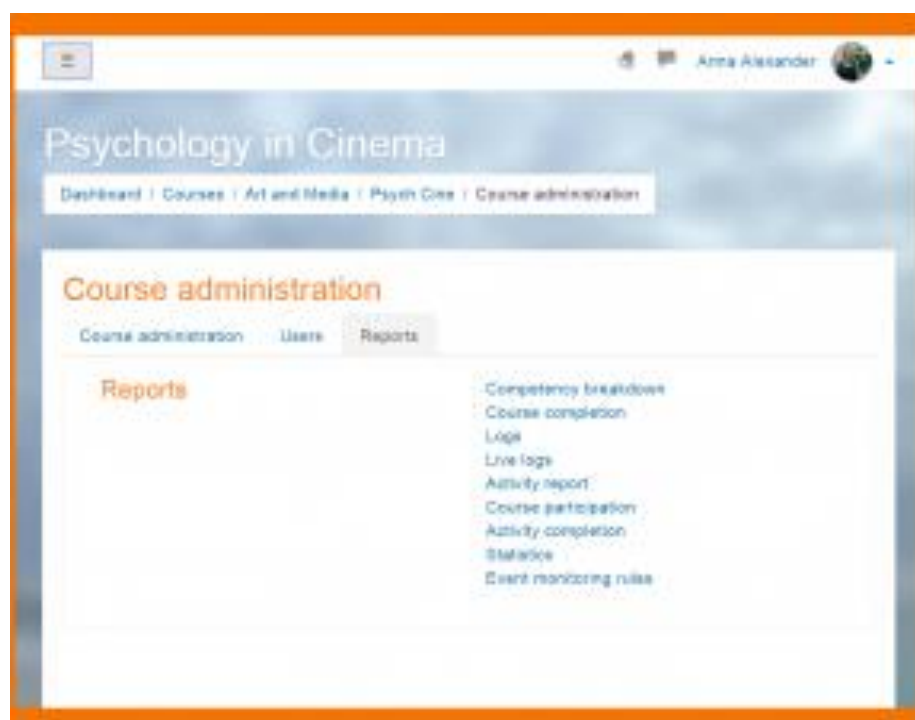 Anna Alexander
Psychology in Cinema
Dashboard / Courses / Art and Media / Psych Cine / Course administration
Course administration
Course administration Users Reports
Reports
Competency breakdown
Course completion
Logs
Live logs
Activity report
Course participation
Activity completion
Statistics
Event monitoring rules